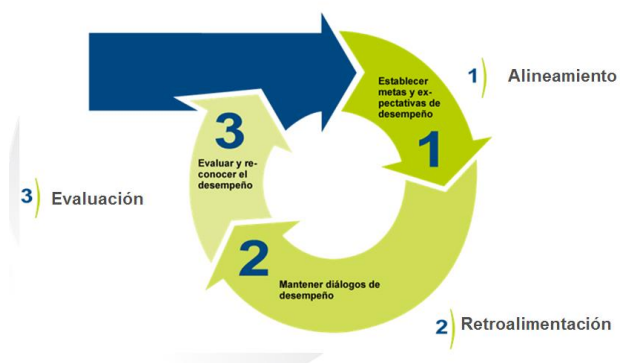 Establecer
metas y ex-
pectativas de
desempeño
1
1) Alineamiento
3
Evaluar y re-
conocer el
desempeño
3) Evaluación
2
Mantener diálogos de
desempeño
2) Retroalimentación